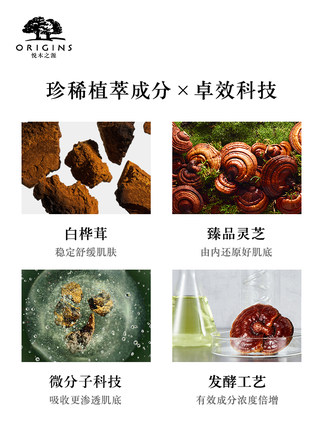 ORIGINS
悦木之源
珍稀植萃成分×卓效科技
白桦茸
稳定舒缓肌肤
臻品灵芝
由内还原好肌底
微分子科技
吸收更渗透肌底
发酵工艺
有效成分浓度倍增